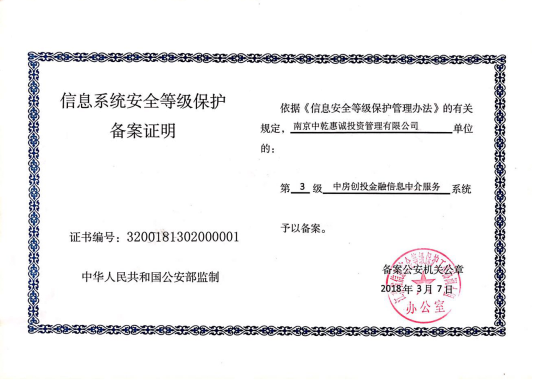 信息系统安全等级保护
备案证明
证书编号：3200181302000001
中华人民共和国公安部监制
依据《信息安全等级保护管理办法》的有关
规定，南京中乾惠诚投资管理有限公司 单位
的：
第 3 级 中房创投金融信息中介服务 系统
予以备案。
备案公安机关公章
2018年3月7日
办公室